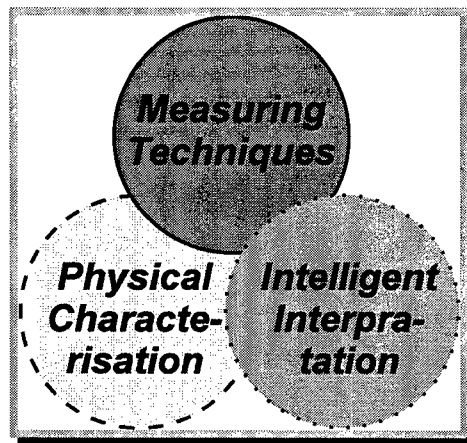 Measuring
Techniques
Physical
Characte-
risation
Intelligent
Interpra-
tation